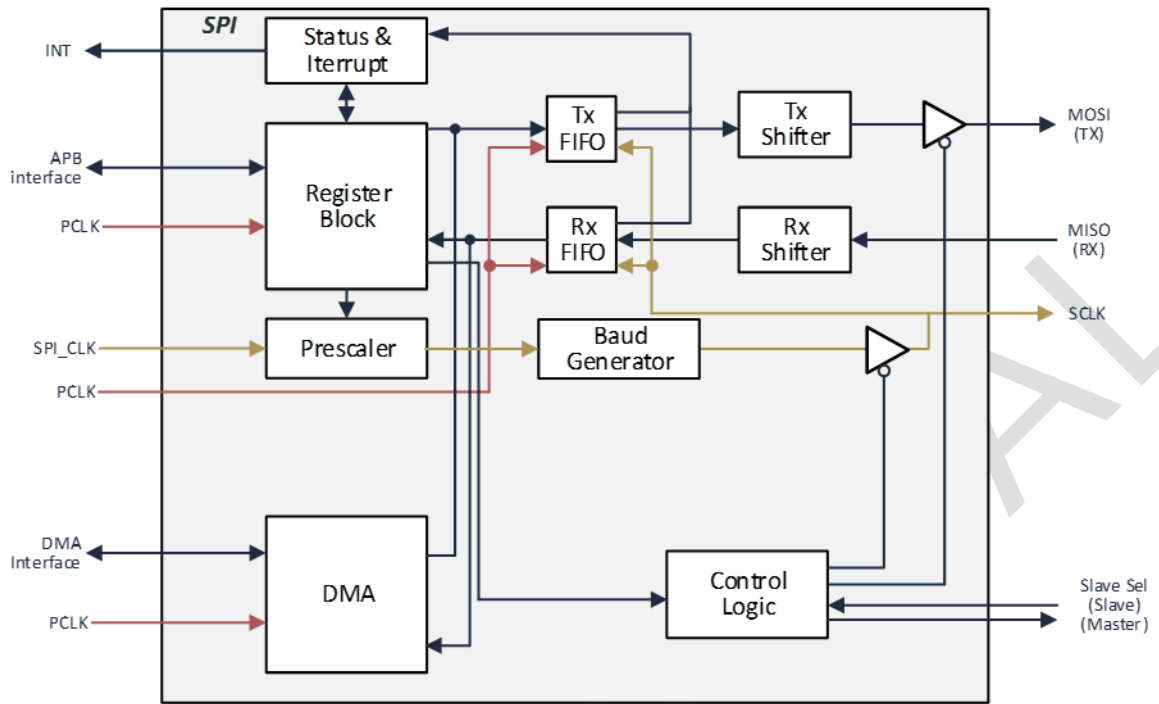 SPI
INT
Status &
Iterrupt
Tx
FIFO
Tx
Shifter
MOSI
(TX)
APB
interface
Register
Block
PCLK
Rx
FIFO
Rx
Shifter
MISO
(RX)
SCLK
SPI_CLK
Prescaler
Baud
Generator
PCLK
DMA
Interface
DMA
PCLK
Control
Logic
Slave Sel
(Slave)
(Master)
AL